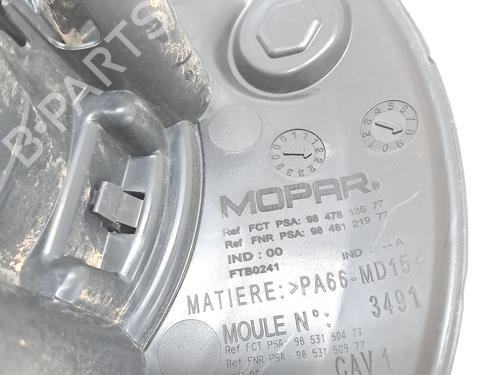 B-PARTS
MOPAR®
Ref FCT PSA: 98 478 136 77
Ref FNR PSA: 98 481 219 77
IND : 00
IND ---A
FTB0241
MATIERE:>PA66-MD15<
MOULE N°: 3491
Ref FCT PSA: 98 531 504 77
Ref FNR PSA: 98 531 509 77
CAV 1